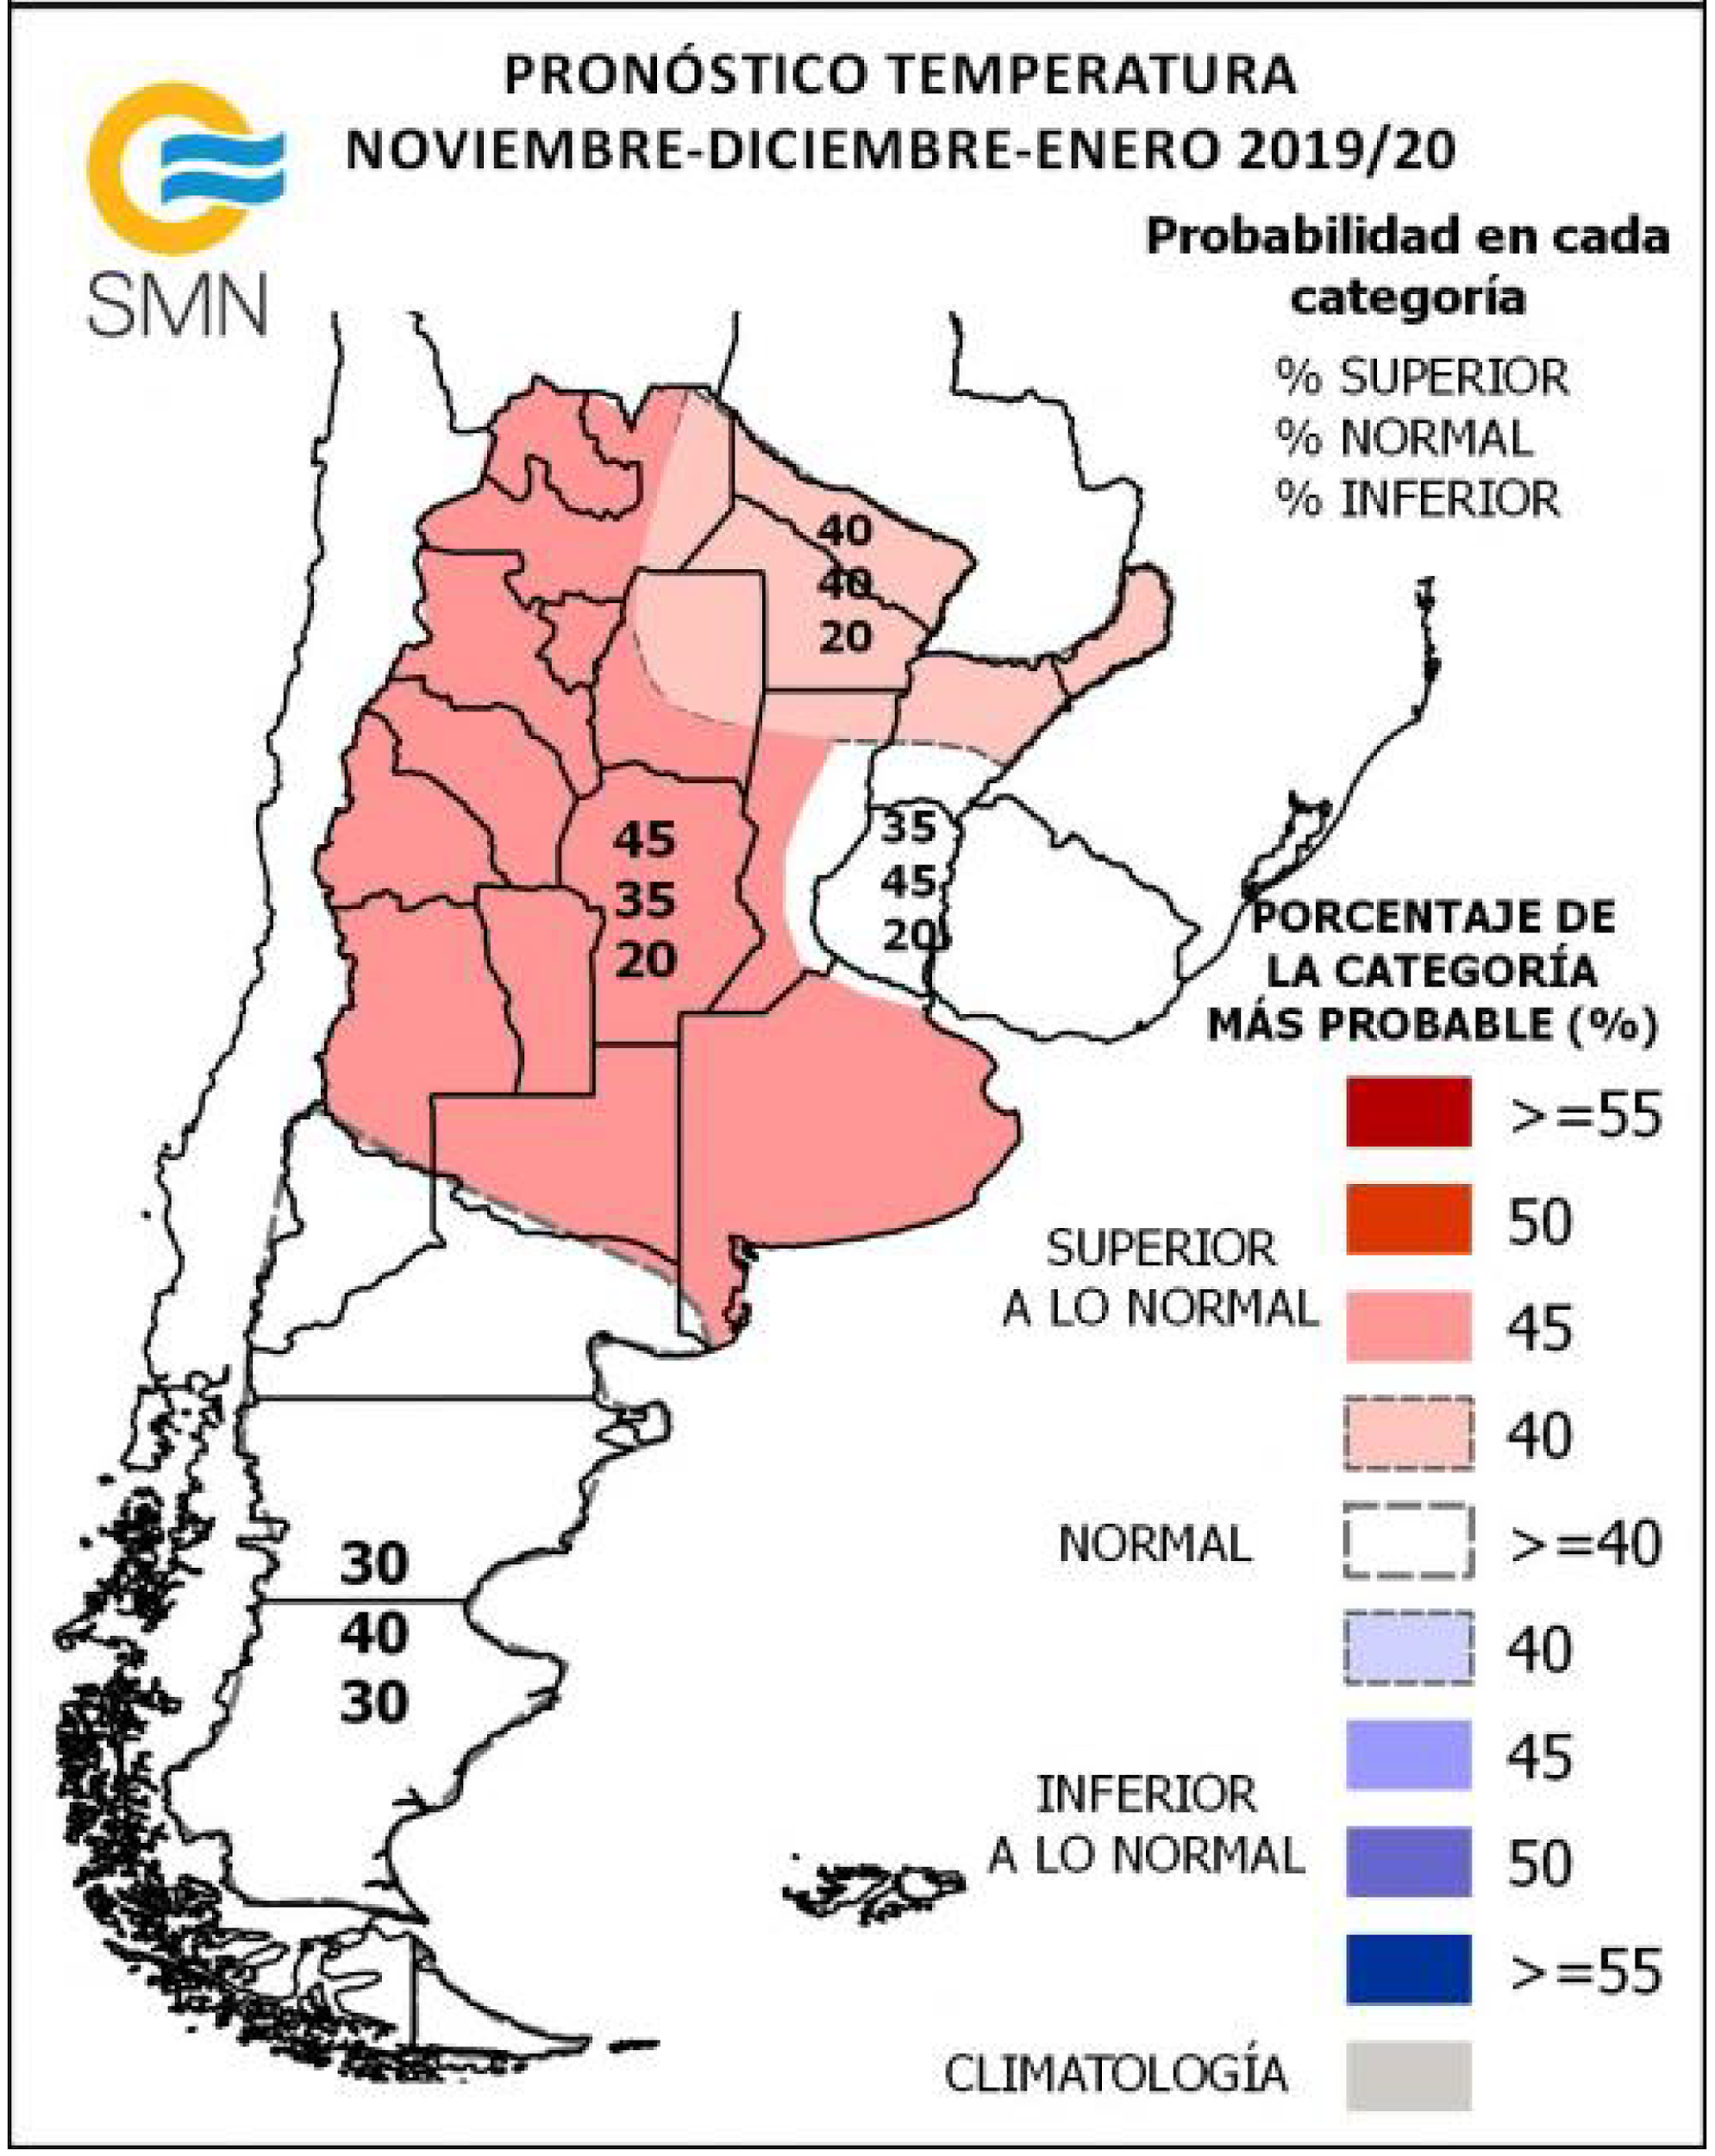 PRONÓSTICO TEMPERATURA
NOVIEMBRE-DICIEMBRE-ENERO 2019/20
SMN
Probabilidad en cada
categoría
% SUPERIOR
% NORMAL
% INFERIOR
40
40
20
35
45
20
45
35
20
30
40
30
PORCENTAJE DE
LA CATEGORÍA
MÁS PROBABLE (%)
>=55
50
SUPERIOR
A LO NORMAL
45
40
NORMAL
>=40
40
45
INFERIOR
A LO NORMAL
50
>=55
CLIMATOLOGÍA